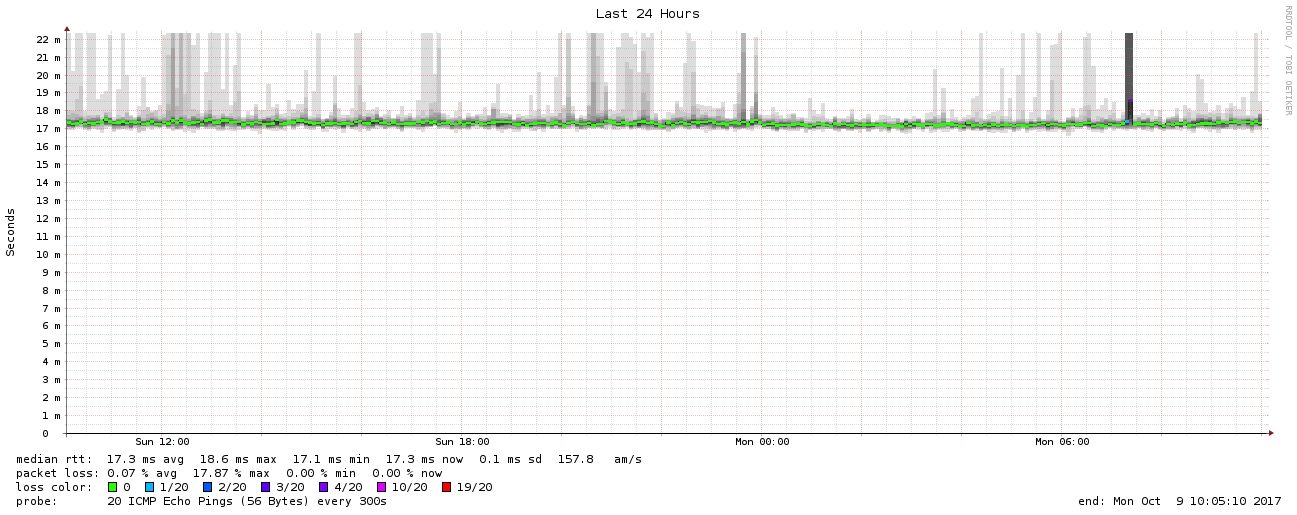 Last 24 Hours
RRDTOOL / TOBI OETIKER
22 m
21 m
20 m
19 m
18 m
17 m
16 m
15 m
14 m
13 m
12 m
11 m
10 m
9 m
8 m
7 m
6 m
5 m
4 m
3 m
2 m
1 m
0
Seconds
Sun 12:00 Sun 18:00 Mon 00:00 Mon 06:00
median rtt: 17.3 ms avg 18.6 ms max 17.1 ms min 17.3 ms now 0.1 ms sd 157.8 am/s
packet loss: 0.07 % avg 17.87 % max 0.00 % min 0.00 % now
loss color: 0 1/20 2/20 3/20 4/20 10/20 19/20
probe: 20 ICMP Echo Pings (56 Bytes) every 300s end: Mon Oct 9 10:05:10 2017